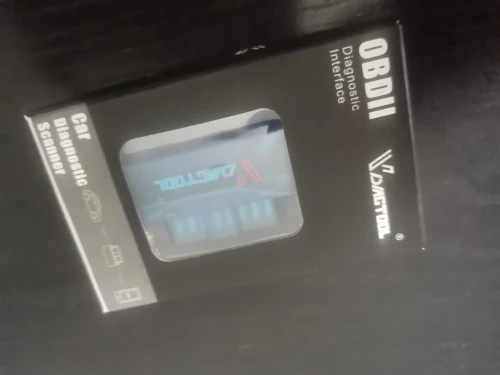 OBDII
Diagnostic
Interface
VDIAGTOOL®
VDIAGTOOL
Car
Diagnostic
Scanner